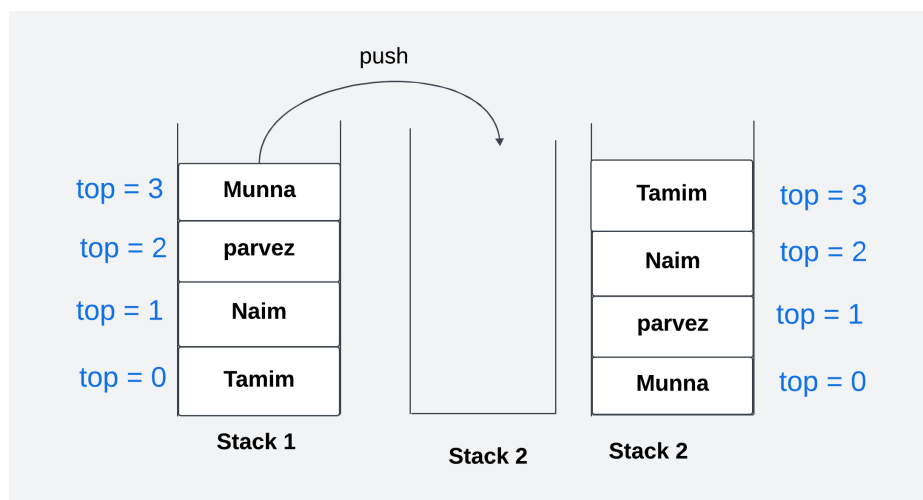 push
top = 3
Munna
top = 2
parvez
top = 1
Naim
top = 0
Tamim
Stack 1
Stack 2
Tamim
top = 3
Naim
top = 2
parvez
top = 1
Munna
top = 0
Stack 2